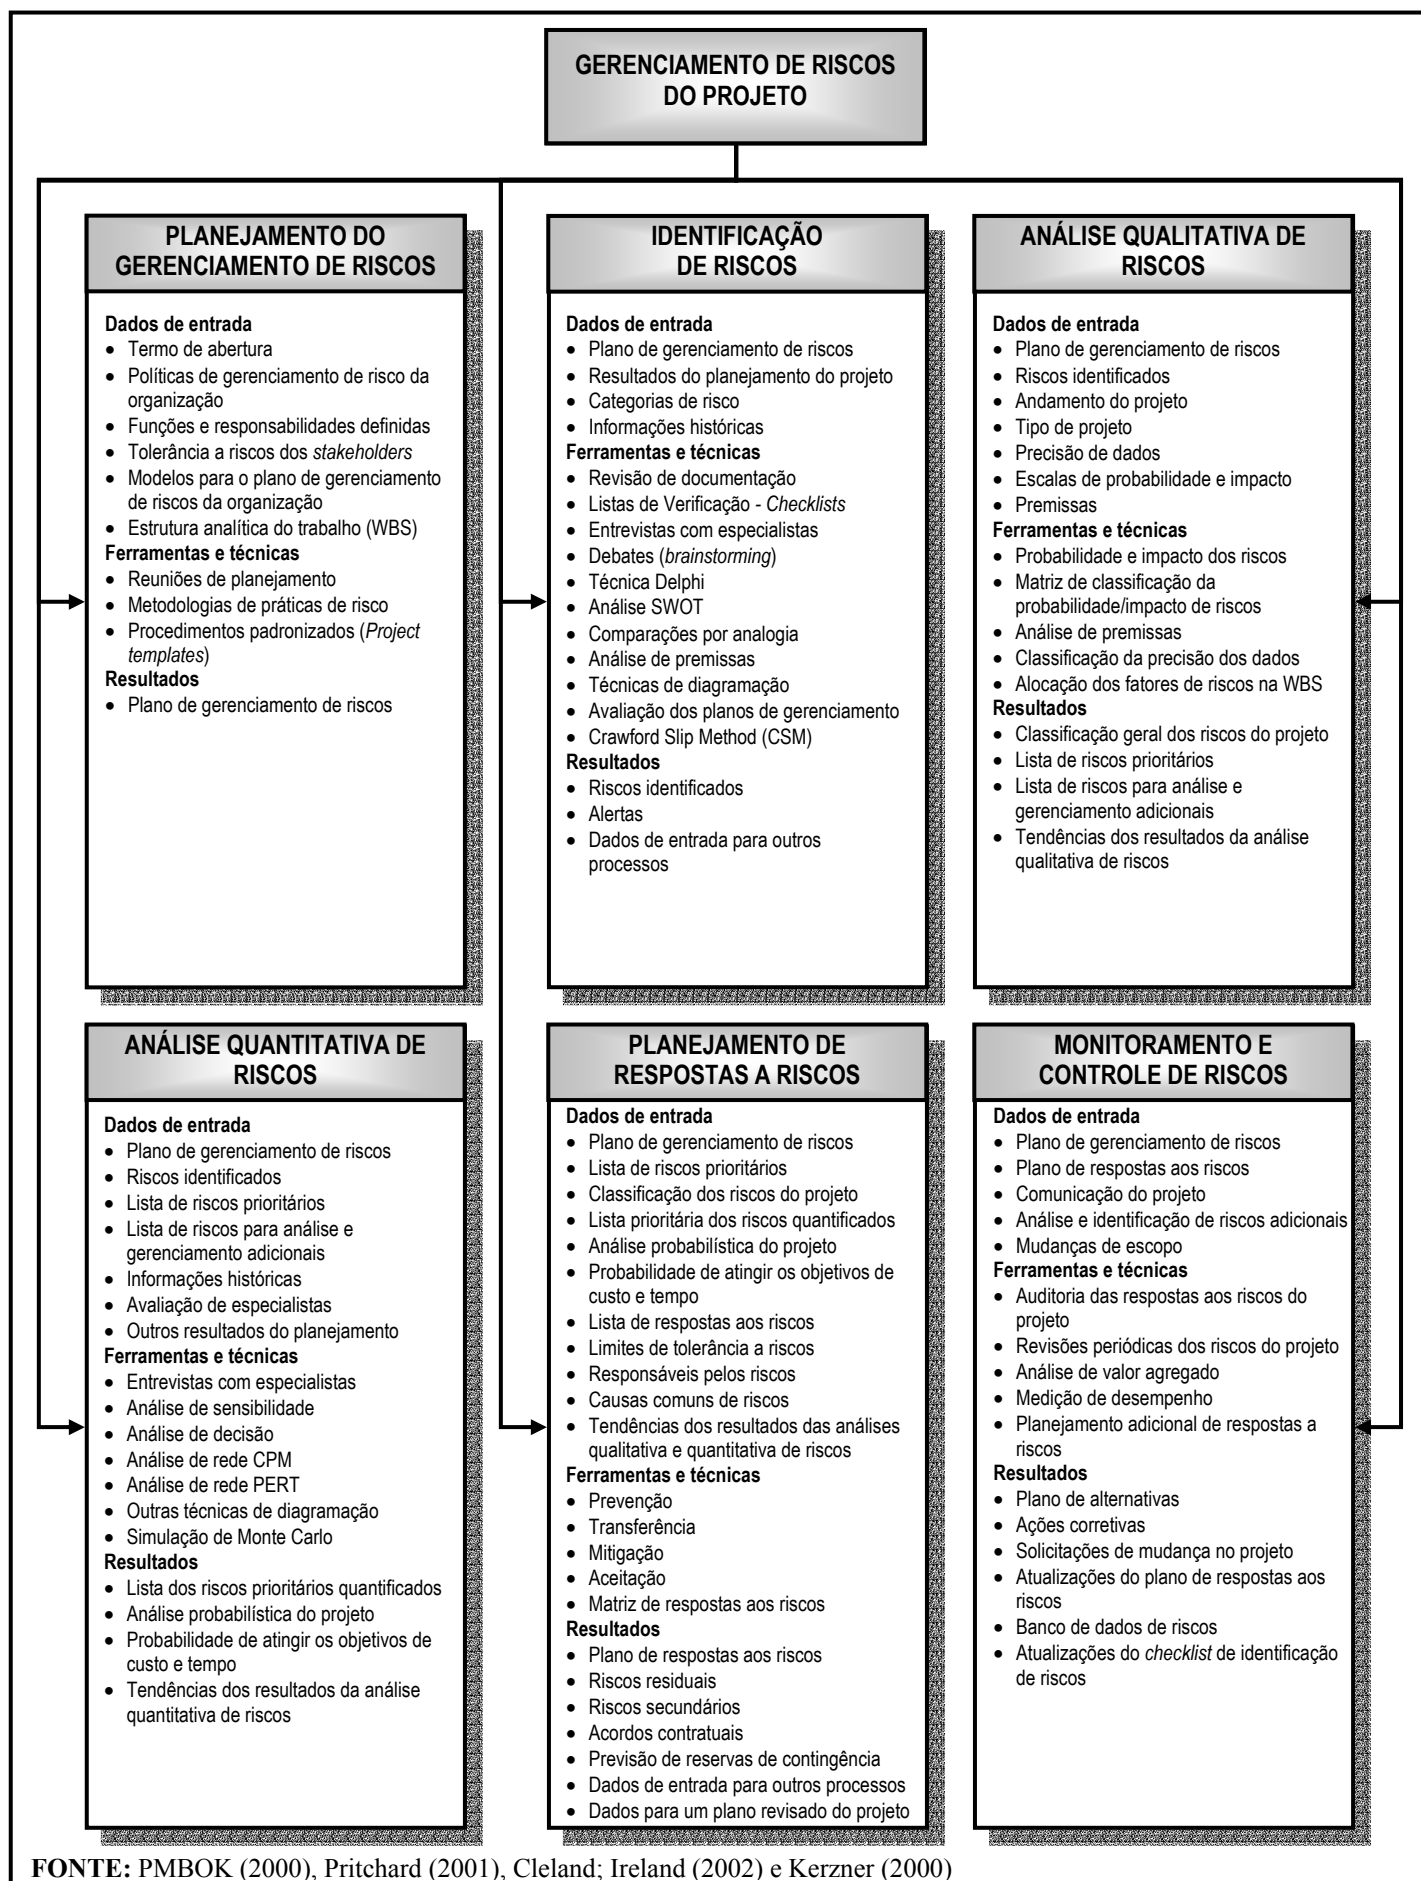 GERENCIAMENTO DE RISCOS
DO PROJETO
PLANEJAMENTO DO
GERENCIAMENTO DE RISCOS
Dados de entrada
• Termo de abertura
• Políticas de gerenciamento de risco da
organização
• Funções e responsabilidades definidas
• Tolerância a riscos dos stakeholders
• Modelos para o plano de gerenciamento
de riscos da organização
• Estrutura analítica do trabalho (WBS)
Ferramentas e técnicas
• Reuniões de planejamento
• Metodologias de práticas de risco
• Procedimentos padronizados (Project
templates)
Resultados
• Plano de gerenciamento de riscos
IDENTIFICAÇÃO
DE RISCOS
Dados de entrada
• Plano de gerenciamento de riscos
• Resultados do planejamento do projeto
• Categorias de risco
• Informações históricas
Ferramentas e técnicas
• Revisão de documentação
• Listas de Verificação - Checklists
• Entrevistas com especialistas
• Debates (brainstorming)
• Técnica Delphi
• Análise SWOT
• Comparações por analogia
• Análise de premissas
• Técnicas de diagramação
• Avaliação dos planos de gerenciamento
• Crawford Slip Method (CSM)
Resultados
• Riscos identificados
• Alertas
• Dados de entrada para outros
processos
ANÁLISE QUALITATIVA DE
RISCOS
Dados de entrada
• Plano de gerenciamento de riscos
• Riscos identificados
• Andamento do projeto
• Tipo de projeto
• Precisão de dados
• Escalas de probabilidade e impacto
• Premissas
Ferramentas e técnicas
• Probabilidade e impacto dos riscos
• Matriz de classificação da
probabilidade/impacto de riscos
• Análise de premissas
• Classificação da precisão dos dados
• Alocação dos fatores de riscos na WBS
Resultados
• Classificação geral dos riscos do projeto
• Lista de riscos prioritários
• Lista de riscos para análise e
gerenciamento adicionais
• Tendências dos resultados da análise
qualitativa de riscos
ANÁLISE QUANTITATIVA DE
RISCOS
Dados de entrada
• Plano de gerenciamento de riscos
• Riscos identificados
• Lista de riscos prioritários
• Lista de riscos para análise e
gerenciamento adicionais
• Informações históricas
• Avaliação de especialistas
• Outros resultados do planejamento
Ferramentas e técnicas
• Entrevistas com especialistas
• Análise de sensibilidade
• Análise de decisão
• Análise de rede CPM
• Análise de rede PERT
• Outras técnicas de diagramação
• Simulação de Monte Carlo
Resultados
• Lista dos riscos prioritários quantificados
• Análise probabilística do projeto
• Probabilidade de atingir os objetivos de
custo e tempo
• Tendências dos resultados da análise
quantitativa de riscos
PLANEJAMENTO DE
RESPOSTAS A RISCOS
Dados de entrada
• Plano de gerenciamento de riscos
• Lista de riscos prioritários
• Classificação dos riscos do projeto
• Lista prioritária dos riscos quantificados
• Análise probabilística do projeto
• Probabilidade de atingir os objetivos de
custo e tempo
• Lista de respostas aos riscos
• Limites de tolerância a riscos
• Responsáveis pelos riscos
• Causas comuns de riscos
• Tendências dos resultados das análises
qualitativa e quantitativa de riscos
Ferramentas e técnicas
• Prevenção
• Transferência
• Mitigação
• Aceitação
• Matriz de respostas aos riscos
Resultados
• Plano de respostas aos riscos
• Riscos residuais
• Riscos secundários
• Acordos contratuais
• Previsão de reservas de contingência
• Dados de entrada para outros processos
• Dados para um plano revisado do projeto
MONITORAMENTO E
CONTROLE DE RISCOS
Dados de entrada
• Plano de gerenciamento de riscos
• Plano de respostas aos riscos
• Comunicação do projeto
• Análise e identificação de riscos adicionais
• Mudanças de escopo
Ferramentas e técnicas
• Auditoria das respostas aos riscos do
projeto
• Revisões periódicas dos riscos do projeto
• Análise de valor agregado
• Medição de desempenho
• Planejamento adicional de respostas a
riscos
Resultados
• Plano de alternativas
• Ações corretivas
• Solicitações de mudança no projeto
• Atualizações do plano de respostas aos
riscos
• Banco de dados de riscos
• Atualizações do checklist de identificação
de riscos
FONTE: PMBOK (2000), Pritchard (2001), Cleland; Ireland (2002) e Kerzner (2000)